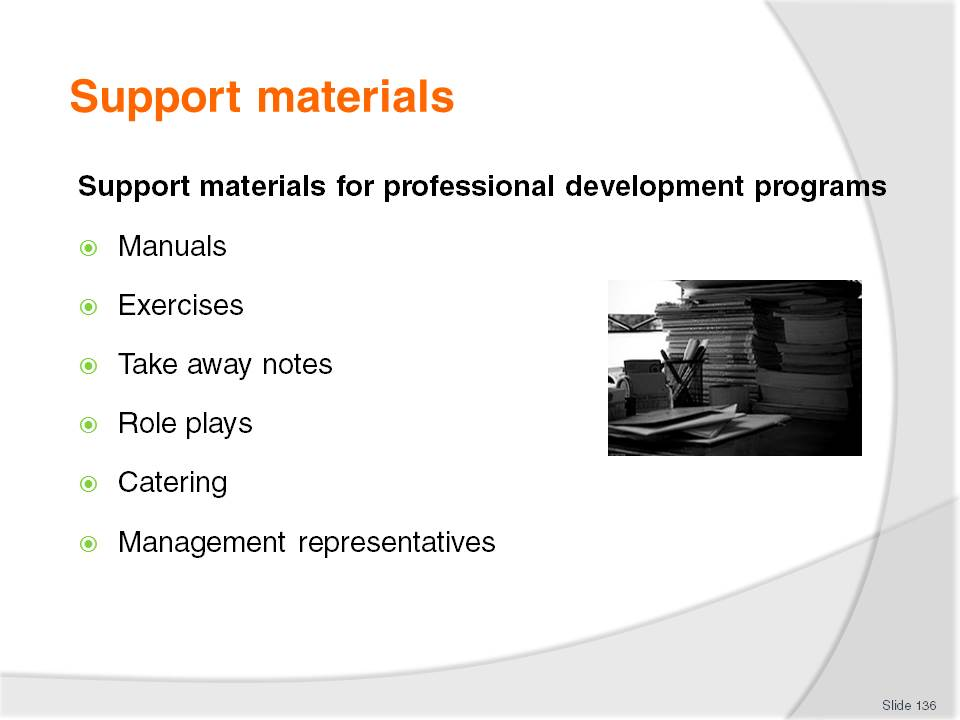 Support materials
Support materials for professional development programs
Manuals
Exercises
Take away notes
Role plays
Catering
Management representatives
Slide 136